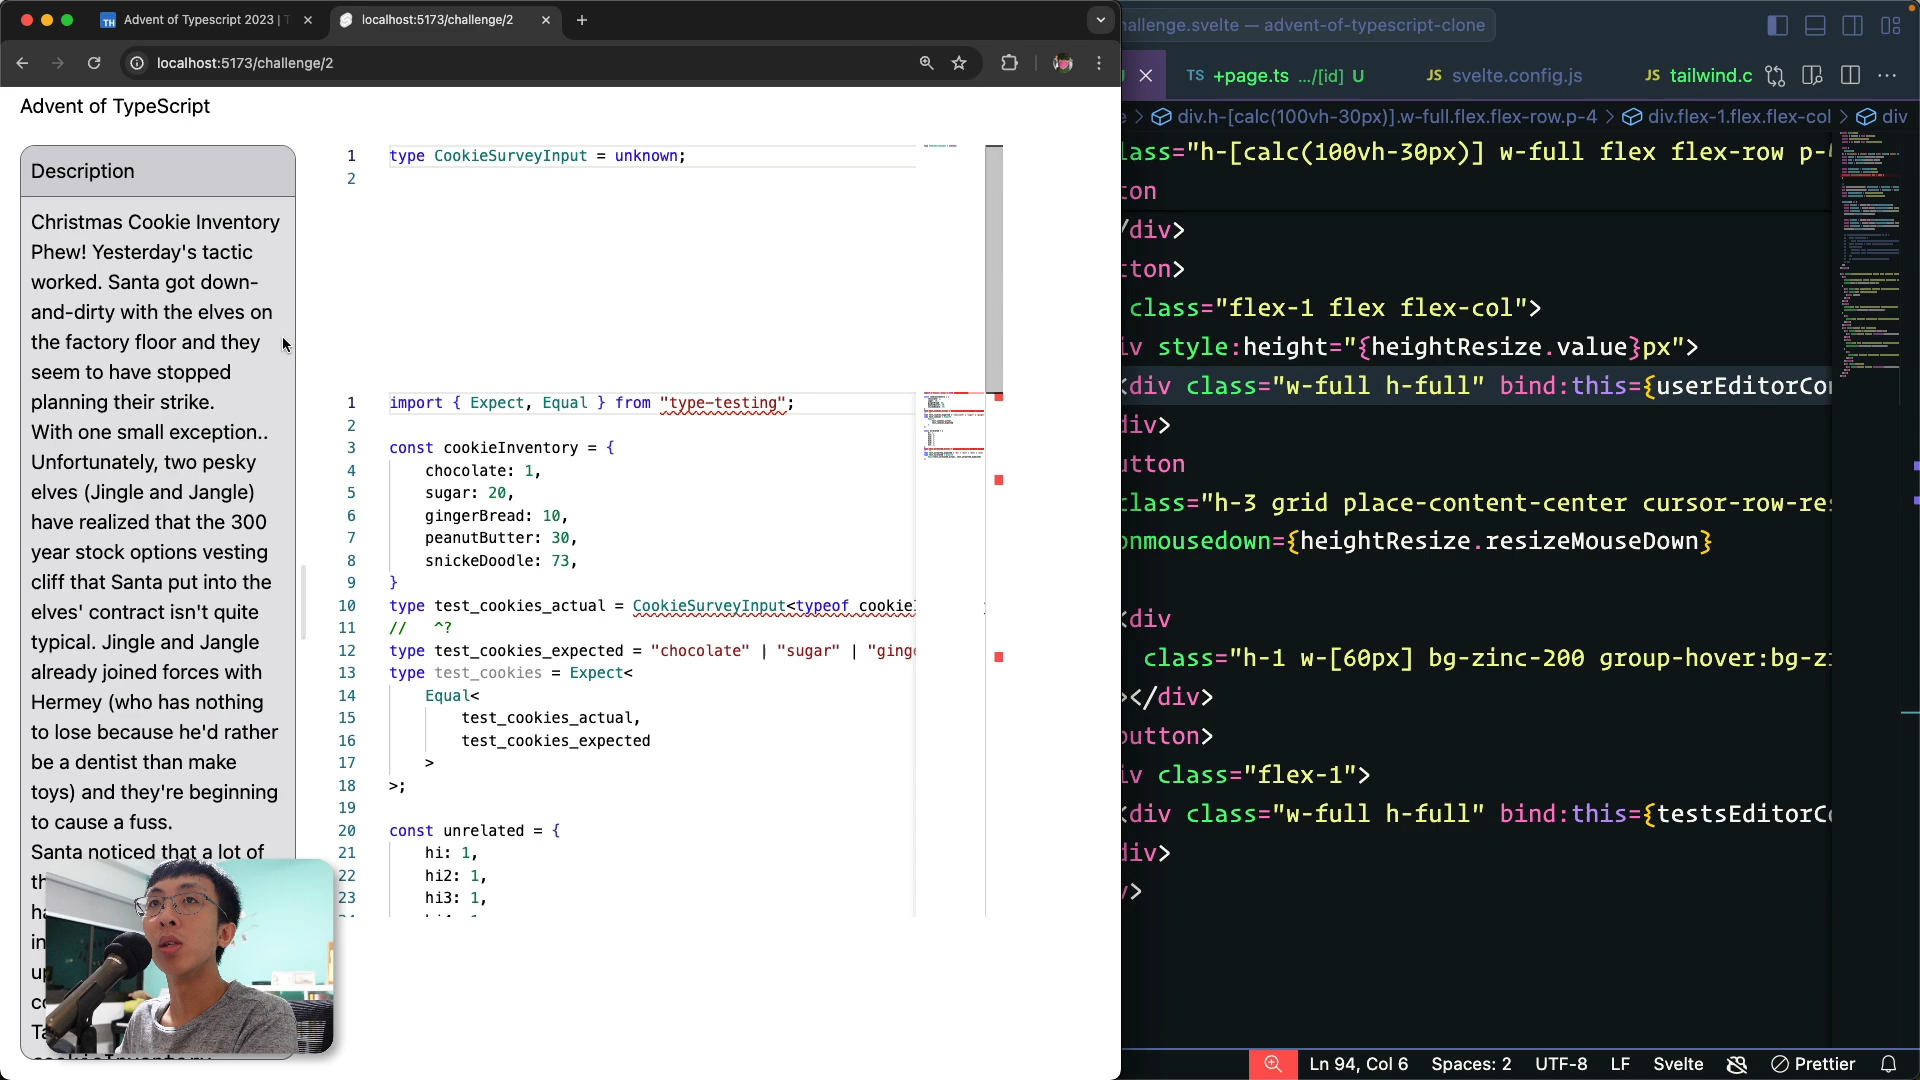 Advent of Typescript 2023 |
localhost:5173/challenge/2
localhost:5173/challenge/2
Advent of TypeScript
Description
Christmas Cookie Inventory
Phew! Yesterday's tactic
worked. Santa got down-
and-dirty with the elves on
the factory floor and they
seem to have stopped
planning their strike.
With one small exception..
Unfortunately, two pesky
elves (Jingle and Jangle)
have realized that the 300
year stock options vesting
cliff that Santa put into the
elves' contract isn't quite
typical. Jingle and Jangle
already joined forces with
Hermey (who has nothing
to lose because he'd rather
be a dentist than make
toys) and they're beginning
to cause a fuss.
Santa noticed that a lot of
1 type CookieSurveyInput = unknown;
2
1 import { Expect, Equal } from "type-testing";
2
3 const cookieInventory = {
4 chocolate: 1,
5 sugar: 20,
6 gingerBread: 10,
7 peanutButter: 30,
8 snickeDoodle: 73,
9 }
10 type test_cookies_actual = CookieSurveyInput<typeof cookie
11 // ^?
12 type test_cookies_expected = "chocolate" | "sugar" | "ging
13 type test_cookies = Expect<
14 Equal<
15 test_cookies_actual,
16 test_cookies_expected
17 >
18 >;
19
20 const unrelated = {
21 hi: 1,
22 hi2: 1,
23 hi3: 1,
hallenge.svelte — advent-of-typescript-clone
TS +page.ts .../[id] U
JS svelte.config.js
JS tailwind.c
div.h-[calc(100vh-30px)].w-full.flex.flex-row.p-4 > div.flex-1.flex.flex-col > div
lass="h-[calc(100vh-30px)] w-full flex flex-row p-4
ton
/div>
tton>
class="flex-1 flex flex-col">
iv style:height="{heightResize.value}px">
<div class="w-full h-full" bind:this={userEditorCo
div>
utton
class="h-3 grid place-content-center cursor-row-re
onmousedown={heightResize.resizeMouseDown}
<div
class="h-1 w-[60px] bg-zinc-200 group-hover:bg-z
></div>
button>
iv class="flex-1">
<div class="w-full h-full" bind:this={testsEditorC
div>
>
Ln 94, Col 6
Spaces: 2
UTF-8
LF
Svelte
Prettier